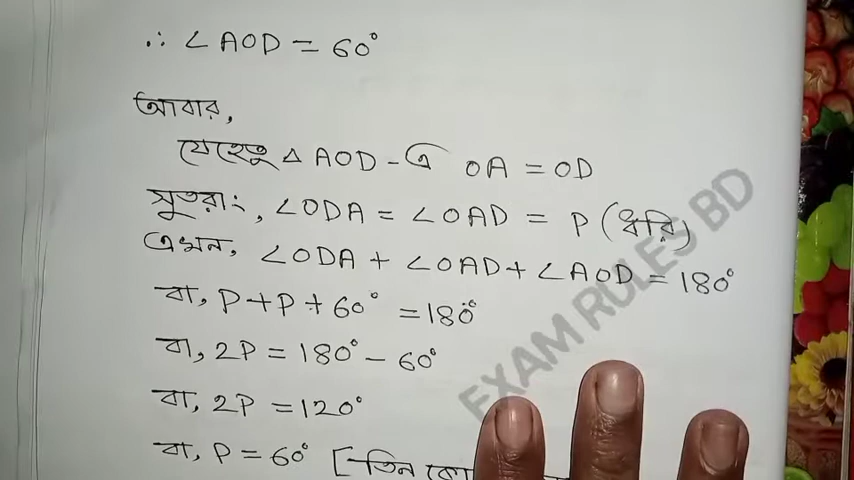 ∴ ∠AOD = 60°
আবার,
যেহেতু △ AOD - এ OA = OD
সুতরাং, ∠ODA = ∠OAD = P (ধরি)
এখন, ∠ODA + ∠OAD + ∠AOD = 180°
বা, P + P + 60° = 180°
বা, 2P = 180° - 60°
বা, 2P = 120°
বা, P = 60° [তিন কো
EXAM RULES BD